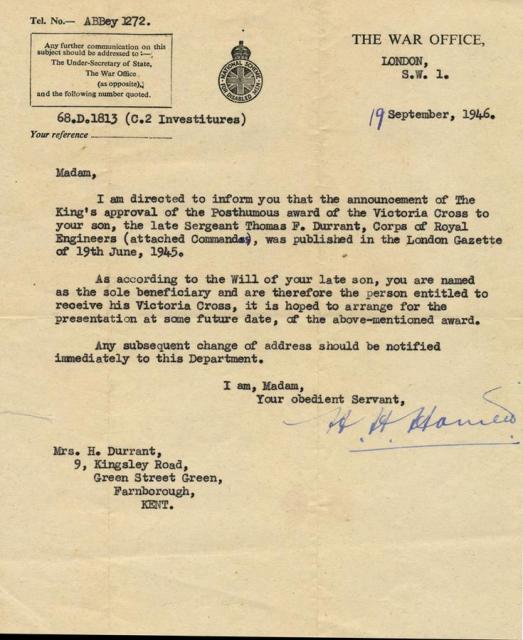 Tel. No.— ABBey 1272.
Any further communication on this
subject should be addressed to :—
The Under-Secretary of State,
The War Office
(as opposite),
and the following number quoted.
THE WAR OFFICE,
LONDON,
S.W. 1.
NATIONAL SCHEME
FOR DISABLED MEN
68.D.1813 (C.2 Investitures)
Your reference
19 September, 1946.
Madam,
I am directed to inform you that the announcement of The
King's approval of the Posthumous award of the Victoria Cross to
your son, the late Sergeant Thomas F. Durrant, Corps of Royal
Engineers (attached Commandos), was published in the London Gazette
of 19th June, 1945.
As according to the Will of your late son, you are named
as the sole beneficiary and are therefore the person entitled to
receive his Victoria Cross, it is hoped to arrange for the
presentation at some future date, of the above-mentioned award.
Any subsequent change of address should be notified
immediately to this Department.
I am, Madam,
Your obedient Servant,
H. H.
Mrs. H. Durrant,
9, Kingsley Road,
Green Street Green,
Farnborough,
KENT.